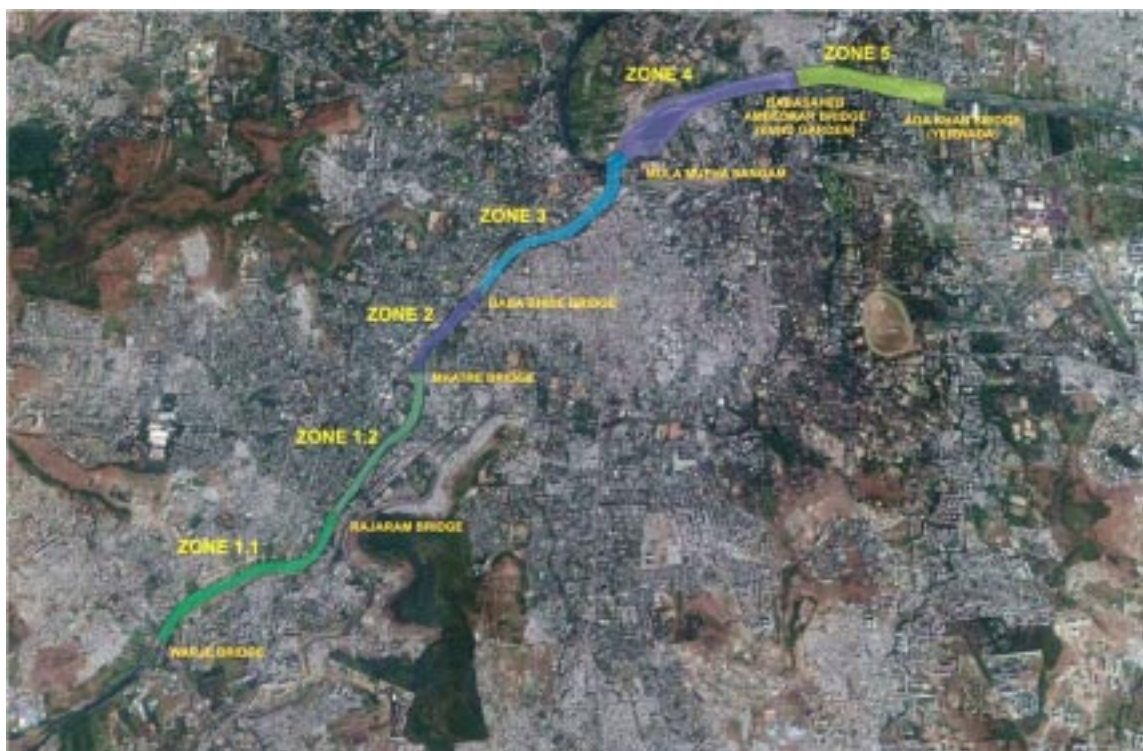 ZONE 5
ZONE 4
BABASAHEB
AMBEDKAR BRIDGE
(BUND GARDEN)
AGA KHAN BRIDGE
(YERWADA)
MULA MUTHA SANGAM
ZONE 3
BABA BHIDE BRIDGE
ZONE 2
MHATRE BRIDGE
ZONE 1.2
RAJARAM BRIDGE
ZONE 1.1
WARJE BRIDGE